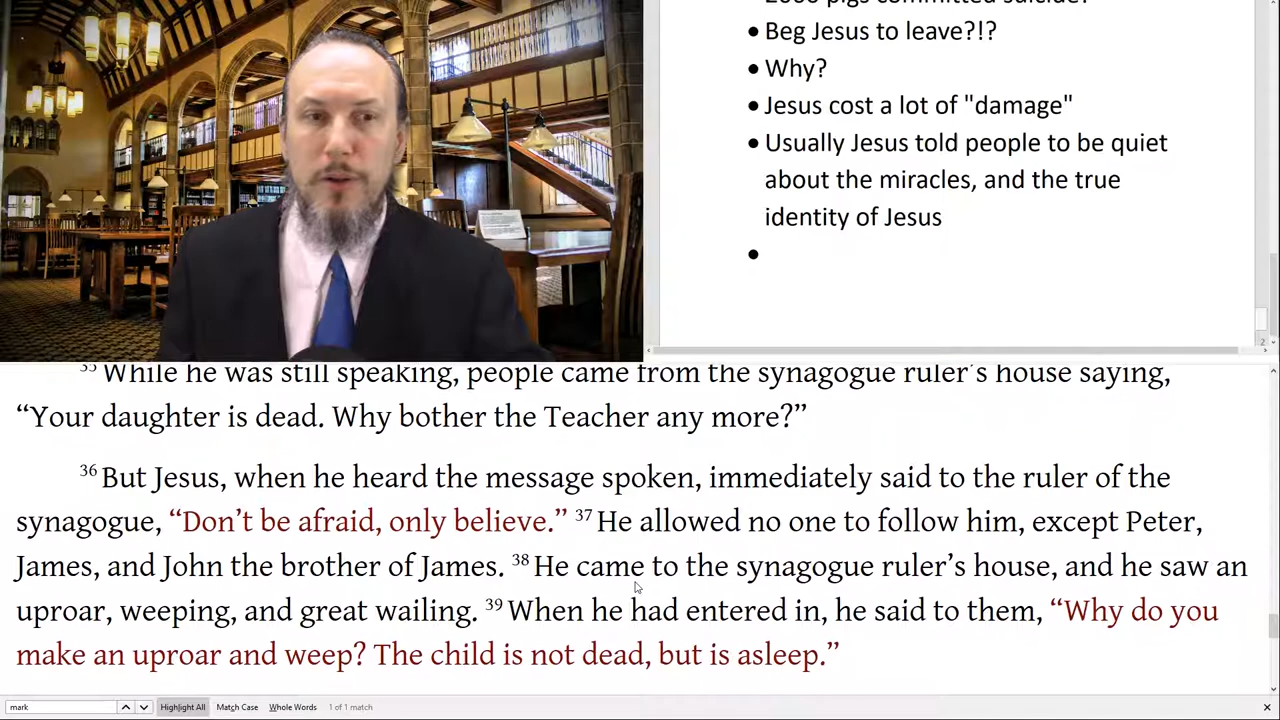 2000 pigs committed suicide?
• Beg Jesus to leave?!?
• Why?
• Jesus cost a lot of "damage"
• Usually Jesus told people to be quiet
about the miracles, and the true
identity of Jesus
•
2
35 While he was still speaking, people came from the synagogue ruler’s house saying,
“Your daughter is dead. Why bother the Teacher any more?”
36 But Jesus, when he heard the message spoken, immediately said to the ruler of the
synagogue, “Don’t be afraid, only believe.” 37 He allowed no one to follow him, except Peter,
James, and John the brother of James. 38 He came to the synagogue ruler’s house, and he saw an
uproar, weeping, and great wailing. 39 When he had entered in, he said to them, “Why do you
make an uproar and weep? The child is not dead, but is asleep.”
mark Highlight All Match Case Whole Words 1 of 1 match